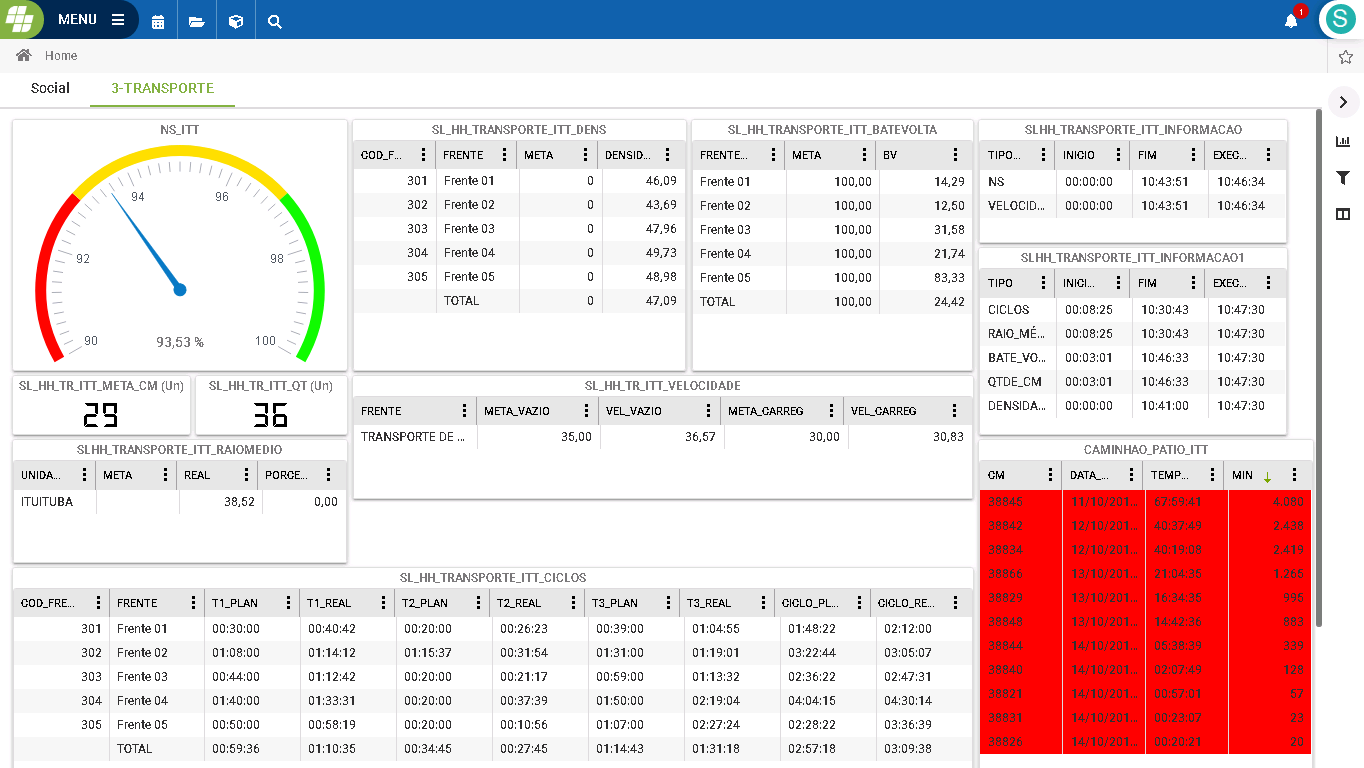 MENU
1
S
Home
Social 3-TRANSPORTE
NS_ITT
90 92 94 96 98 100
93,53 %
SL_HH_TRANSPORTE_ITT_DENS
COD_F... FRENTE META DENSID...
301 Frente 01 0 46,09
302 Frente 02 0 43,69
303 Frente 03 0 47,96
304 Frente 04 0 49,73
305 Frente 05 0 48,98
TOTAL 0 47,09
SL_HH_TRANSPORTE_ITT_BATEVOLTA
FRENTE... META BV
Frente 01 100,00 14,29
Frente 02 100,00 12,50
Frente 03 100,00 31,58
Frente 04 100,00 21,74
Frente 05 100,00 83,33
TOTAL 100,00 24,42
SLHH_TRANSPORTE_ITT_INFORMACAO
TIPO... INICIO FIM EXEC...
NS 00:00:00 10:43:51 10:46:34
VELOCID... 00:00:00 10:43:51 10:46:34
SLHH_TRANSPORTE_ITT_INFORMACAO1
TIPO INICI... FIM EXEC...
CICLOS 00:08:25 10:30:43 10:47:30
RAIO_MÉ... 00:08:25 10:30:43 10:47:30
BATE_VO... 00:03:01 10:46:33 10:47:30
QTDE_CM 00:03:01 10:46:33 10:47:30
DENSIDA... 00:00:00 10:41:00 10:47:30
SL_HH_TR_ITT_META_CM (Un)
29
SL_HH_TR_ITT_QT (Un)
36
SL_HH_TR_ITT_VELOCIDADE
FRENTE META_VAZIO VEL_VAZIO META_CARREG VEL_CARREG
TRANSPORTE DE ... 35,00 36,57 30,00 30,83
SLHH_TRANSPORTE_ITT_RAIOMEDIO
UNIDA... META REAL PORCE...
ITUITUBA 38,52 0,00
CAMINHAO_PATIO_ITT
CM DATA_... TEMP... MIN
38845 11/10/201... 67:59:41 4.080
38842 12/10/201... 40:37:49 2.438
38834 12/10/201... 40:19:08 2.419
38866 13/10/201... 21:04:35 1.265
38829 13/10/201... 16:34:35 995
38848 13/10/201... 14:42:36 883
38844 14/10/201... 05:38:39 339
38840 14/10/201... 02:07:49 128
38821 14/10/201... 00:57:01 57
38831 14/10/201... 00:23:07 23
38826 14/10/201... 00:20:21 20
SL_HH_TRANSPORTE_ITT_CICLOS
COD_FRE... FRENTE T1_PLAN T1_REAL T2_PLAN T2_REAL T3_PLAN T3_REAL CICLO_PL... CICLO_RE...
301 Frente 01 00:30:00 00:40:42 00:20:00 00:26:23 00:39:00 01:04:55 01:48:22 02:12:00
302 Frente 02 01:08:00 01:14:12 01:15:37 00:31:54 01:31:00 01:19:01 03:22:44 03:05:07
303 Frente 03 00:44:00 01:12:42 00:20:00 00:21:17 00:59:00 01:13:32 02:36:22 02:47:31
304 Frente 04 01:40:00 01:33:31 00:20:00 00:37:39 01:50:00 02:19:04 04:04:15 04:30:14
305 Frente 05 00:50:00 00:58:19 00:20:00 00:10:56 01:07:00 02:27:24 02:28:22 03:36:39
TOTAL 00:59:36 01:10:35 00:34:45 00:27:45 01:14:43 01:31:18 02:57:18 03:09:38